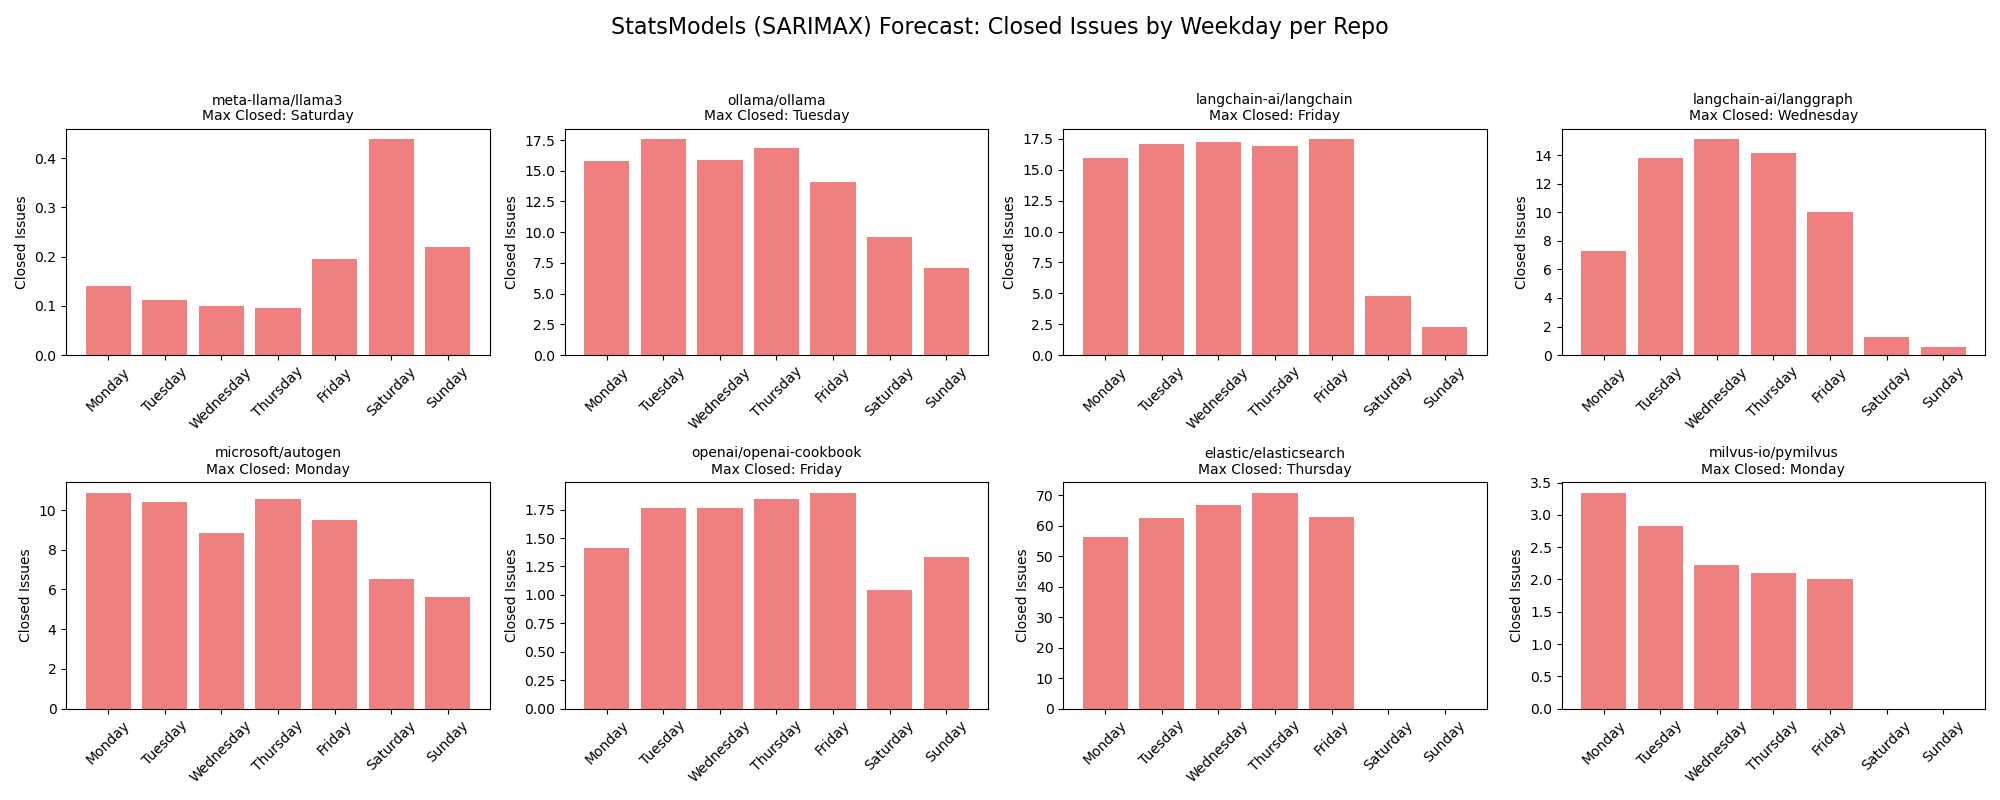 StatsModels (SARIMAX) Forecast: Closed Issues by Weekday per Repo
meta-llama/llama3
Max Closed: Saturday
Closed Issues
0.4
0.3
0.2
0.1
0.0
Monday
Tuesday
Wednesday
Thursday
Friday
Saturday
Sunday
ollama/ollama
Max Closed: Tuesday
Closed Issues
17.5
15.0
12.5
10.0
7.5
5.0
2.5
0.0
Monday
Tuesday
Wednesday
Thursday
Friday
Saturday
Sunday
langchain-ai/langchain
Max Closed: Friday
Closed Issues
17.5
15.0
12.5
10.0
7.5
5.0
2.5
0.0
Monday
Tuesday
Wednesday
Thursday
Friday
Saturday
Sunday
langchain-ai/langgraph
Max Closed: Wednesday
Closed Issues
14
12
10
8
6
4
2
0
Monday
Tuesday
Wednesday
Thursday
Friday
Saturday
Sunday
microsoft/autogen
Max Closed: Monday
Closed Issues
10
8
6
4
2
0
Monday
Tuesday
Wednesday
Thursday
Friday
Saturday
Sunday
openai/openai-cookbook
Max Closed: Friday
Closed Issues
1.75
1.50
1.25
1.00
0.75
0.50
0.25
0.00
Monday
Tuesday
Wednesday
Thursday
Friday
Saturday
Sunday
elastic/elasticsearch
Max Closed: Thursday
Closed Issues
70
60
50
40
30
20
10
0
Monday
Tuesday
Wednesday
Thursday
Friday
Saturday
Sunday
milvus-io/pymilvus
Max Closed: Monday
Closed Issues
3.5
3.0
2.5
2.0
1.5
1.0
0.5
0.0
Monday
Tuesday
Wednesday
Thursday
Friday
Saturday
Sunday